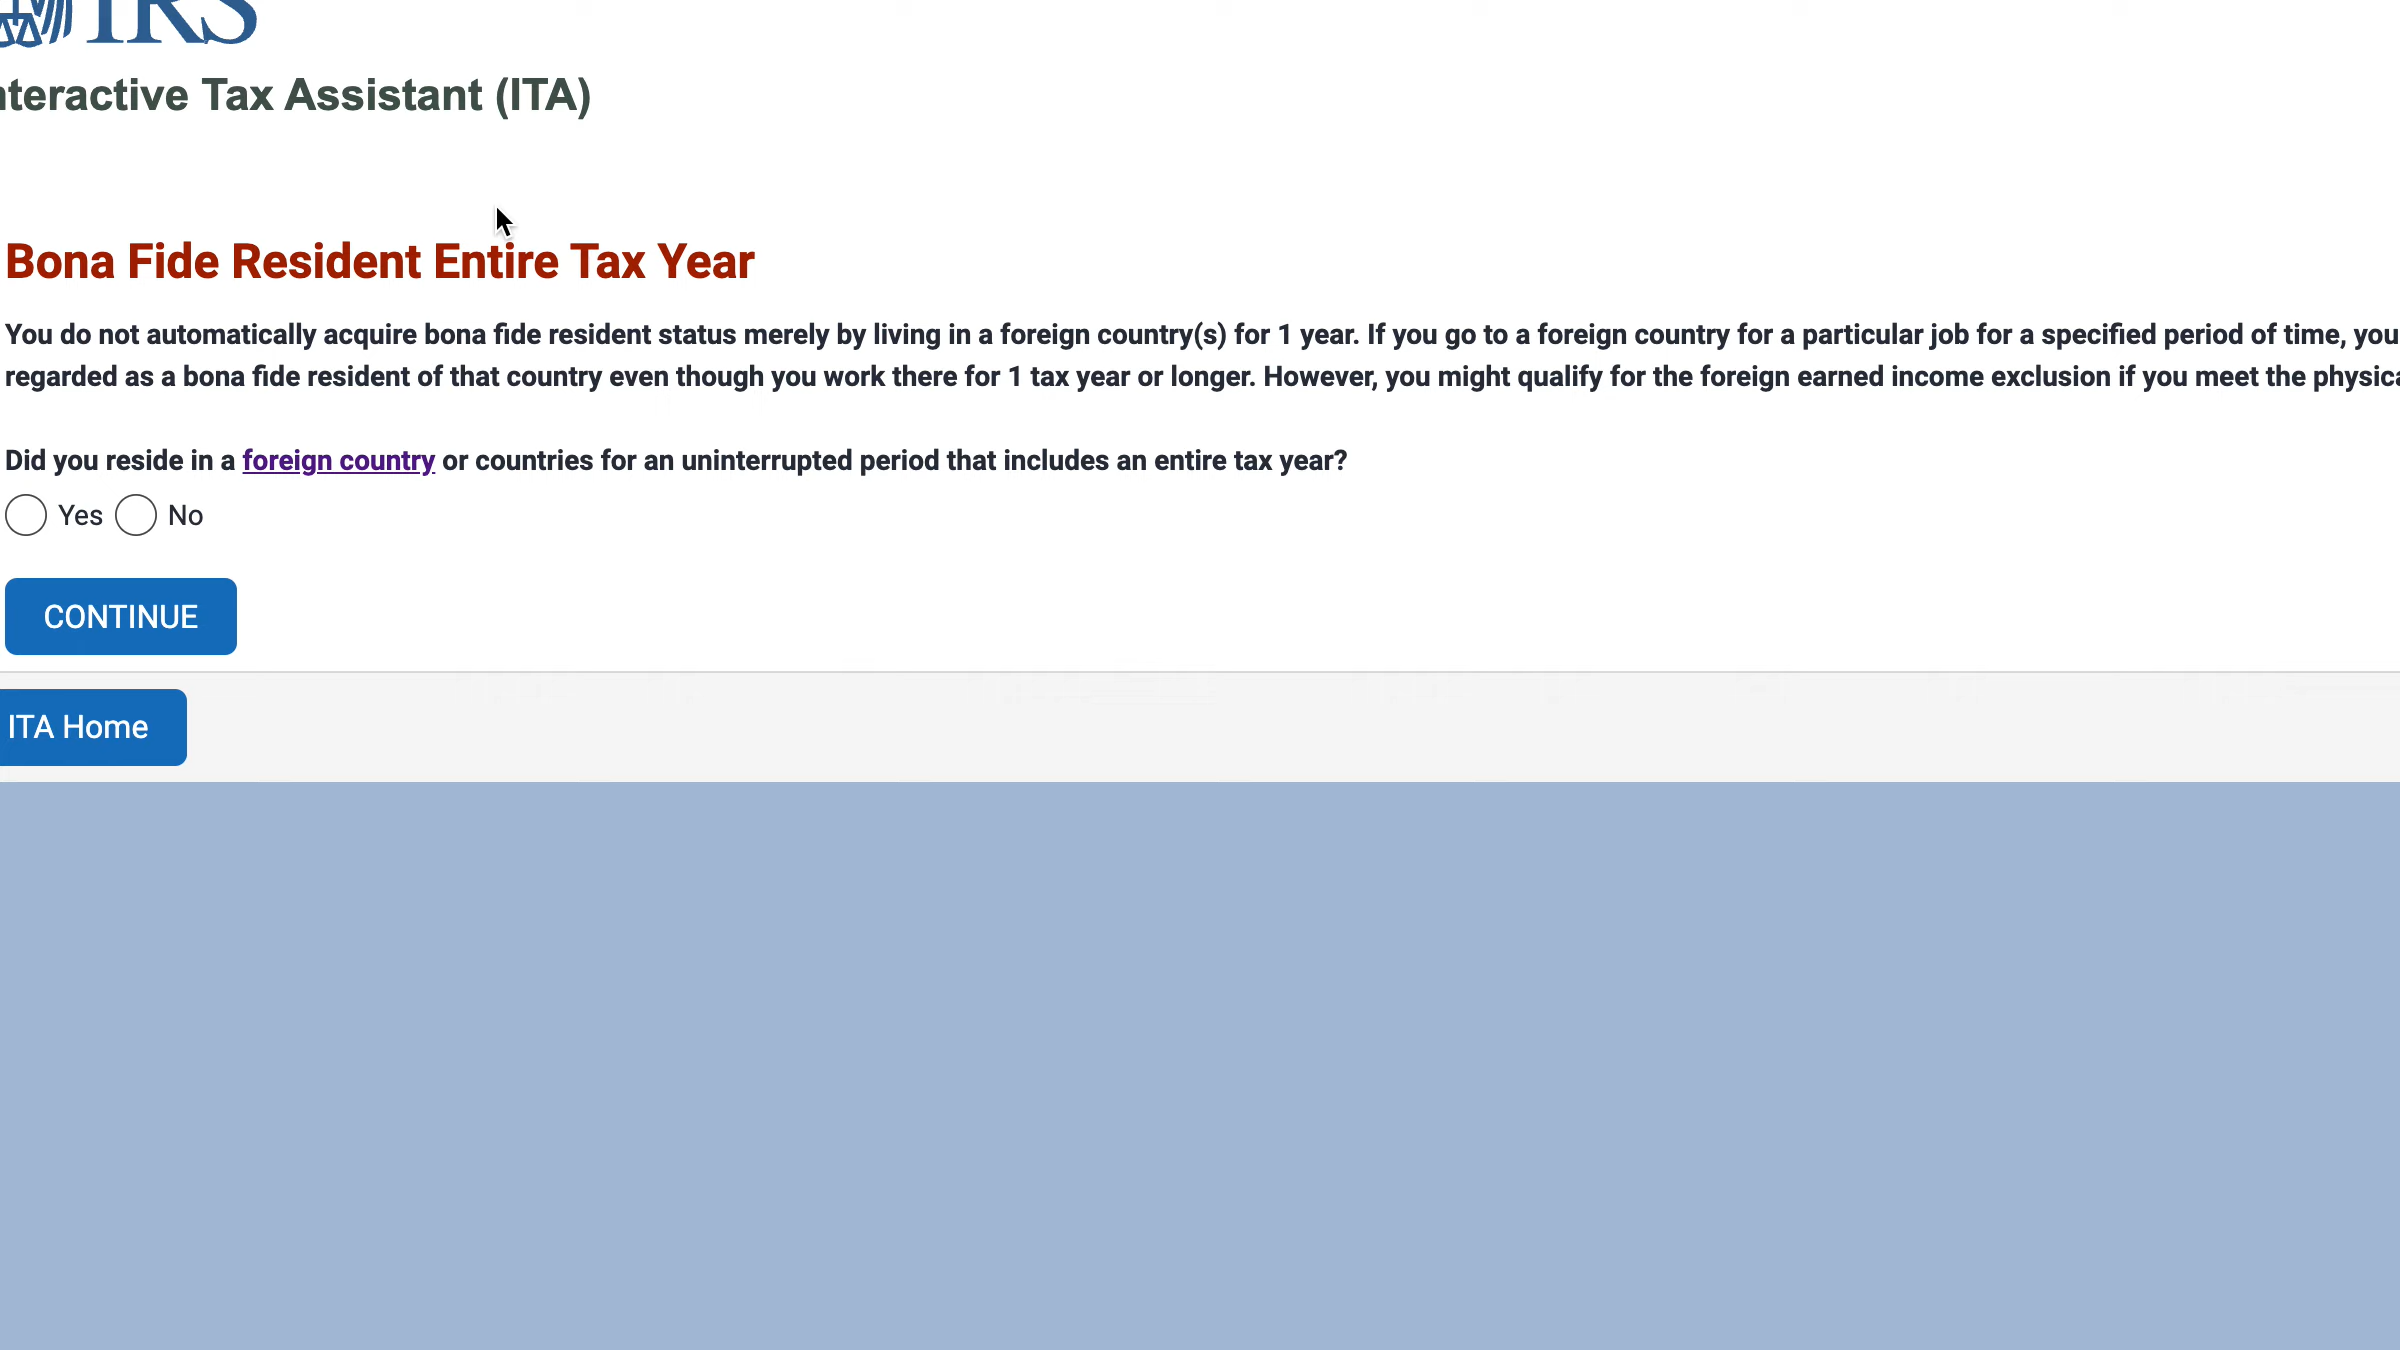 IRS
nteractive Tax Assistant (ITA)
Bona Fide Resident Entire Tax Year
You do not automatically acquire bona fide resident status merely by living in a foreign country(s) for 1 year. If you go to a foreign country for a particular job for a specified period of time, you
regarded as a bona fide resident of that country even though you work there for 1 tax year or longer. However, you might qualify for the foreign earned income exclusion if you meet the physica
Did you reside in a foreign country or countries for an uninterrupted period that includes an entire tax year?
Yes No
CONTINUE
ITA Home